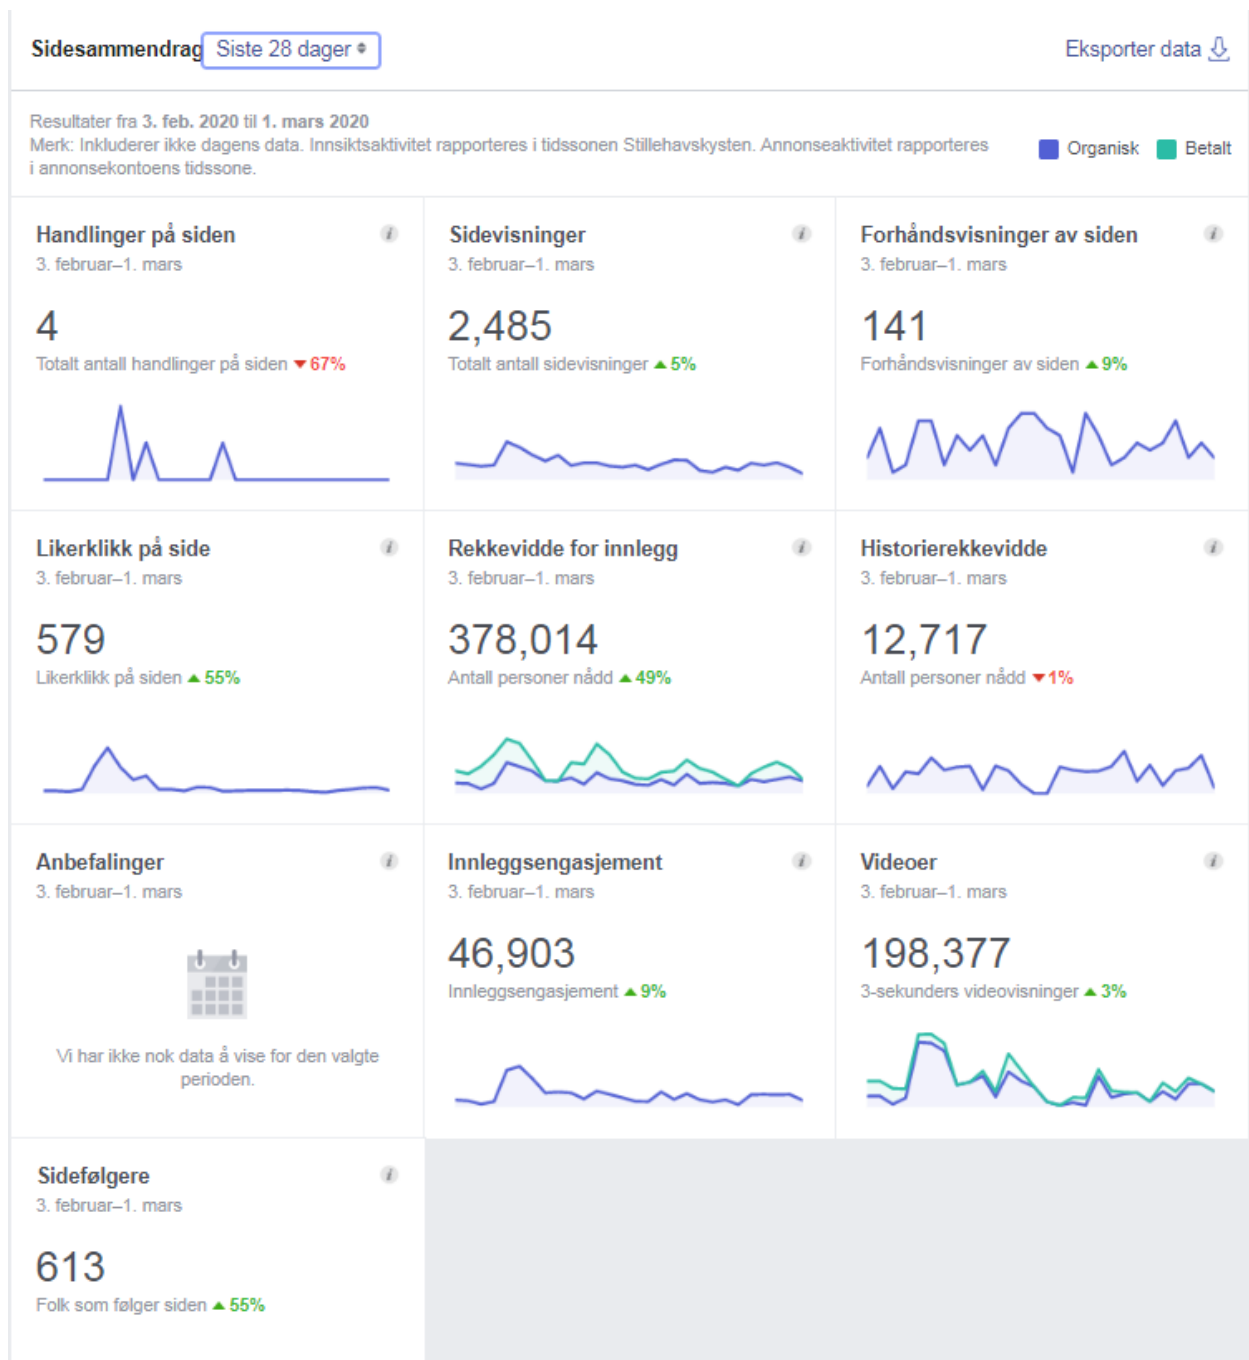 Sidesammendrag Siste 28 dager Eksporter data
Resultater fra 3. feb. 2020 til 1. mars 2020
Merk: Inkluderer ikke dagens data. Innsiktsaktivitet rapporteres i tidssonen Stillehavskysten. Annonseaktivitet rapporteres
i annonsekontoens tidssone.
Organisk Betalt
Handlinger på siden
3. februar–1. mars
4
Totalt antall handlinger på siden ▼ 67%
Sidevisninger
3. februar–1. mars
2,485
Totalt antall sidevisninger ▲ 5%
Forhåndsvisninger av siden
3. februar–1. mars
141
Forhåndsvisninger av siden ▲ 9%
Likerklikk på side
3. februar–1. mars
579
Likerklikk på siden ▲ 55%
Rekkevidde for innlegg
3. februar–1. mars
378,014
Antall personer nådd ▲ 49%
Historierekkevidde
3. februar–1. mars
12,717
Antall personer nådd ▼ 1%
Anbefalinger
3. februar–1. mars
Vi har ikke nok data å vise for den valgte
perioden.
Innleggsengasjement
3. februar–1. mars
46,903
Innleggsengasjement ▲ 9%
Videoer
3. februar–1. mars
198,377
3-sekunders videovisninger ▲ 3%
Sidefølgere
3. februar–1. mars
613
Folk som følger siden ▲ 55%